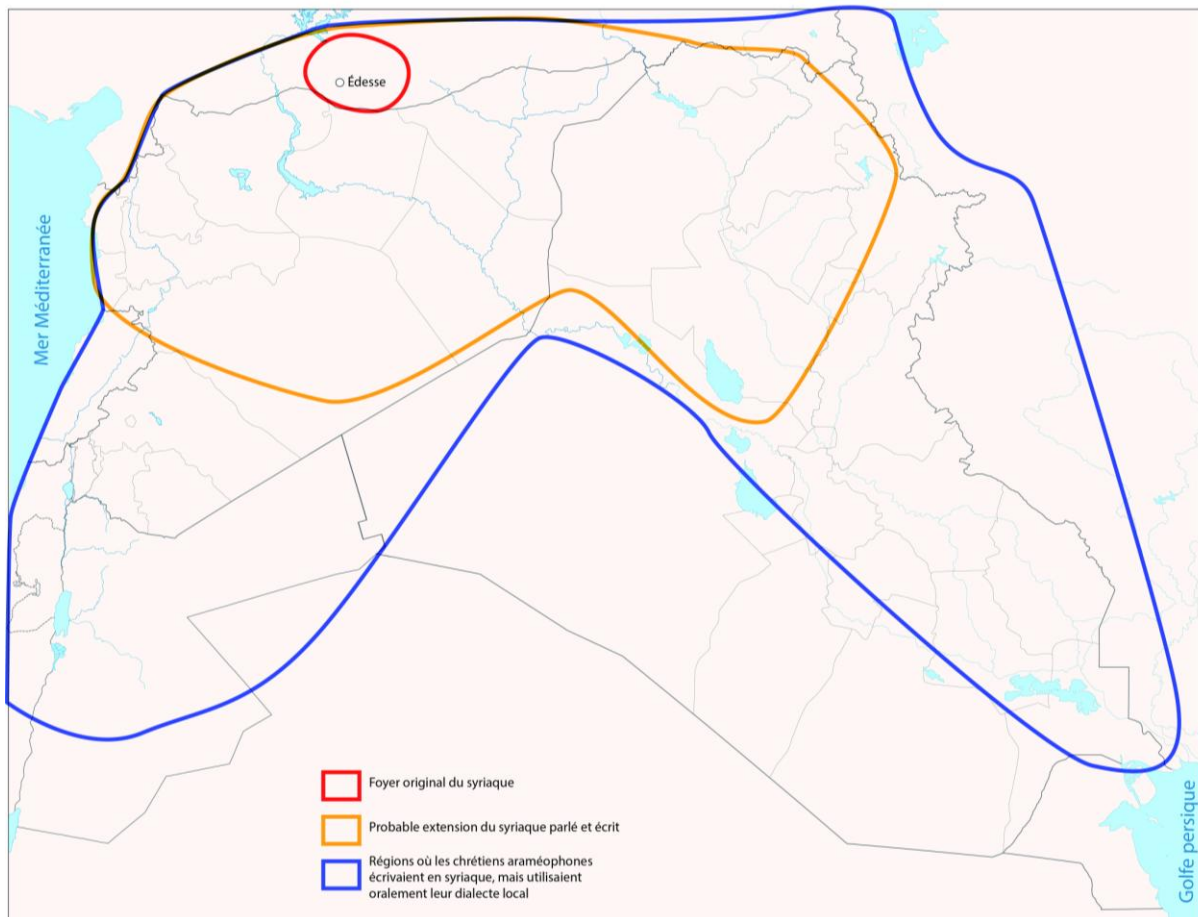 Édesse
Mer Méditerranée
Foyer original du syriaque
Probable extension du syriaque parlé et écrit
Régions où les chrétiens araméophones
écrivaient en syriaque, mais utilisaient
oralement leur dialecte local
Golfe persique